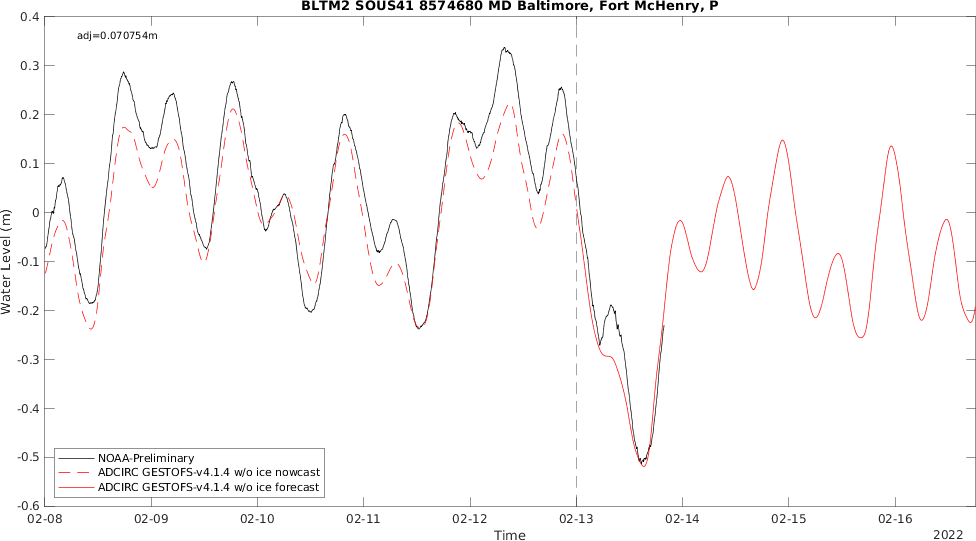 BLTM2 SOUS41 8574680 MD Baltimore, Fort McHenry, P
adj=0.070754m
0.4
0.3
0.2
0.1
0
-0.1
-0.2
-0.3
-0.4
-0.5
-0.6
Water Level (m)
NOAA-Preliminary
ADCIRC GESTOFS-v4.1.4 w/o ice nowcast
ADCIRC GESTOFS-v4.1.4 w/o ice forecast
02-08 02-09 02-10 02-11 02-12 02-13 02-14 02-15 02-16
Time
2022